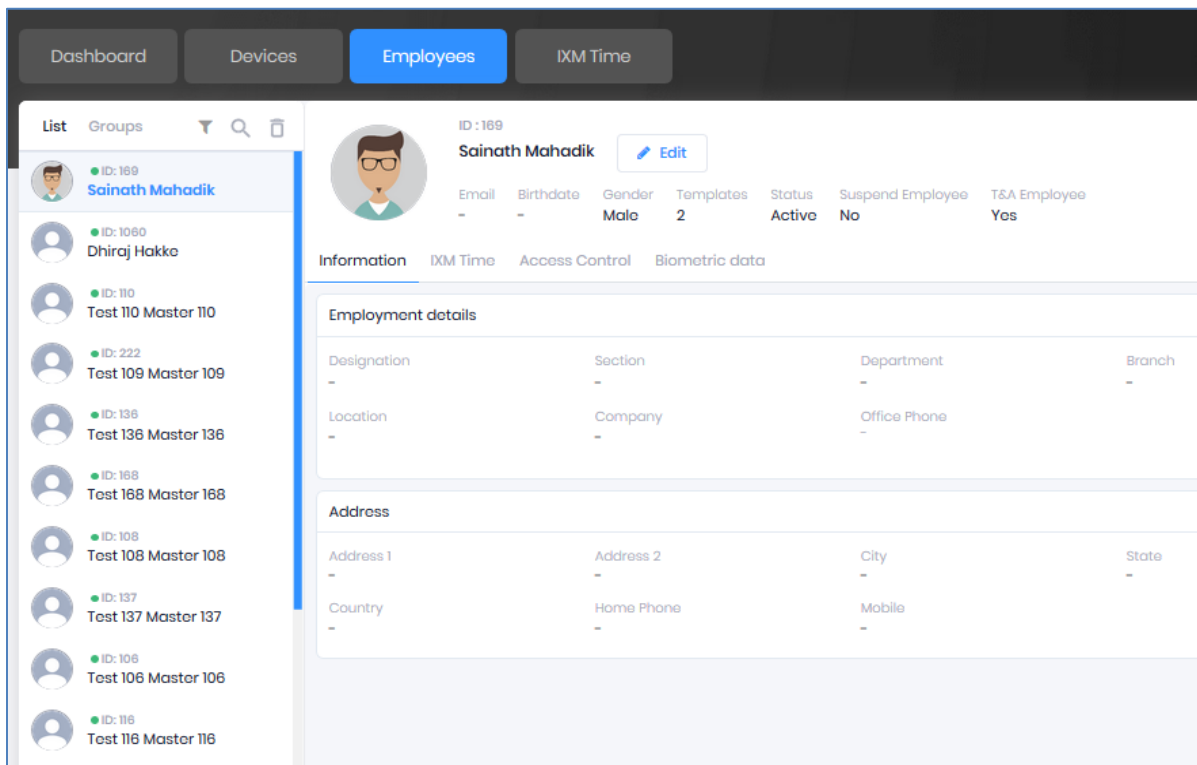 Dashboard Devices Employees IXM Time
List Groups
ID: 169
Sainath Mahadik
ID: 1060
Dhiraj Hakke
ID: 110
Test 110 Master 110
ID: 222
Test 109 Master 109
ID: 136
Test 136 Master 136
ID: 168
Test 168 Master 168
ID: 108
Test 108 Master 108
ID: 137
Test 137 Master 137
ID: 106
Test 106 Master 106
ID: 116
Test 116 Master 116
ID : 169
Sainath Mahadik Edit
Email Birthdate Gender Templates Status Suspend Employee T&A Employee
- - Male 2 Active No Yes
Information IXM Time Access Control Biometric data
Employment details
Designation Section Department Branch
- - - -
Location Company Office Phone
- - -
Address
Address 1 Address 2 City State
- - - -
Country Home Phone Mobile
- - -